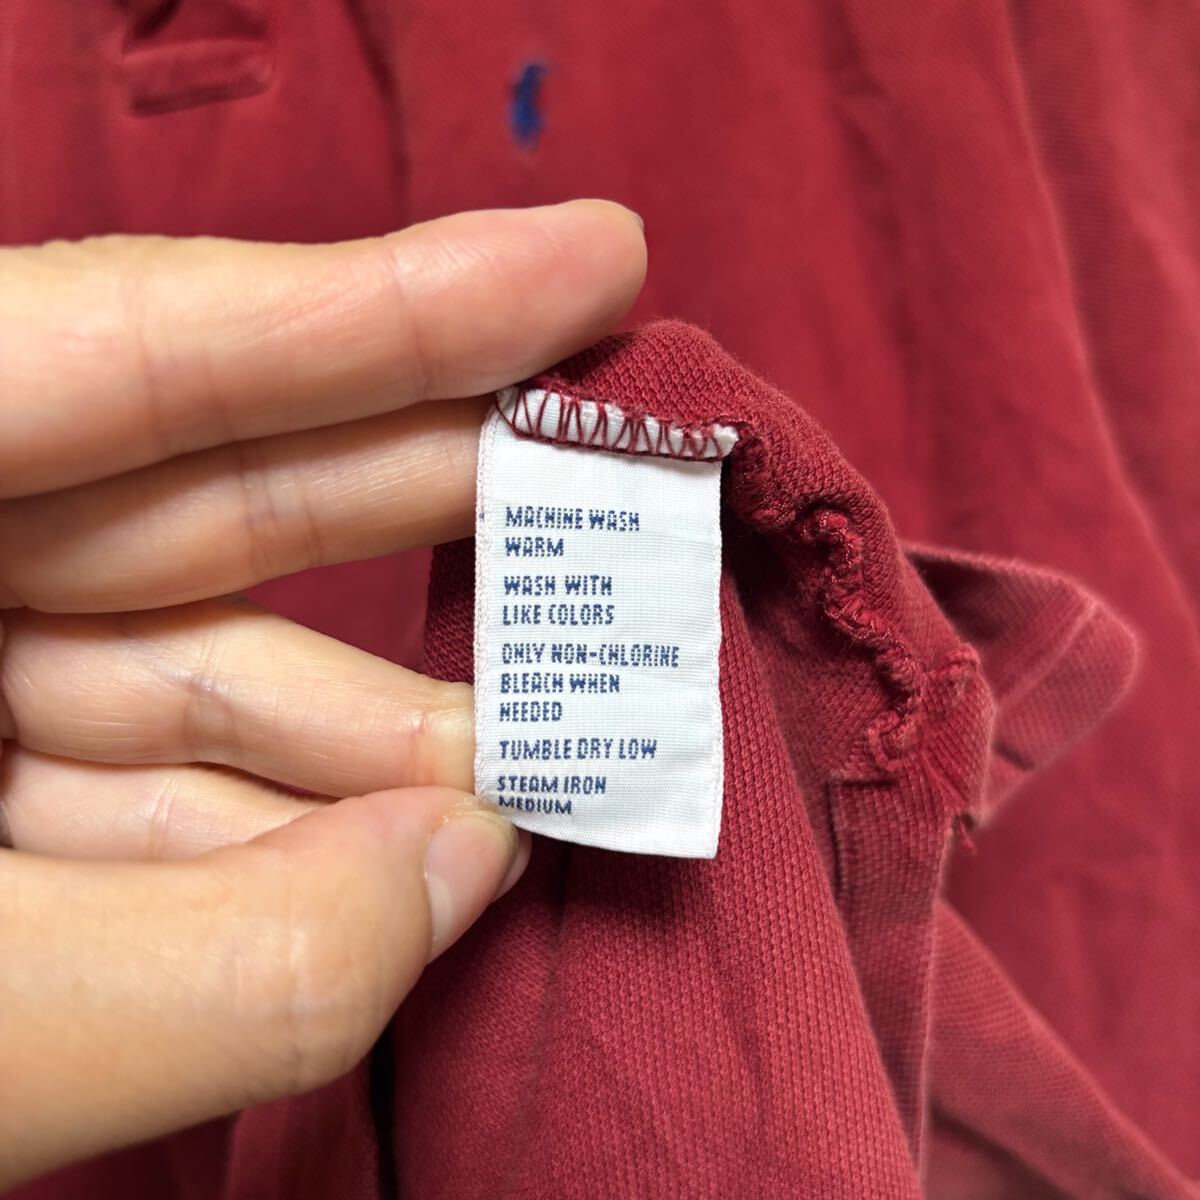 MACHINE WASH
WARM
WASH WITH
LIKE COLORS
ONLY NON-CHLORINE
BLEACH WHEN
NEEDED
TUMBLE DRY LOW
STEAM IRON
MEDIUM